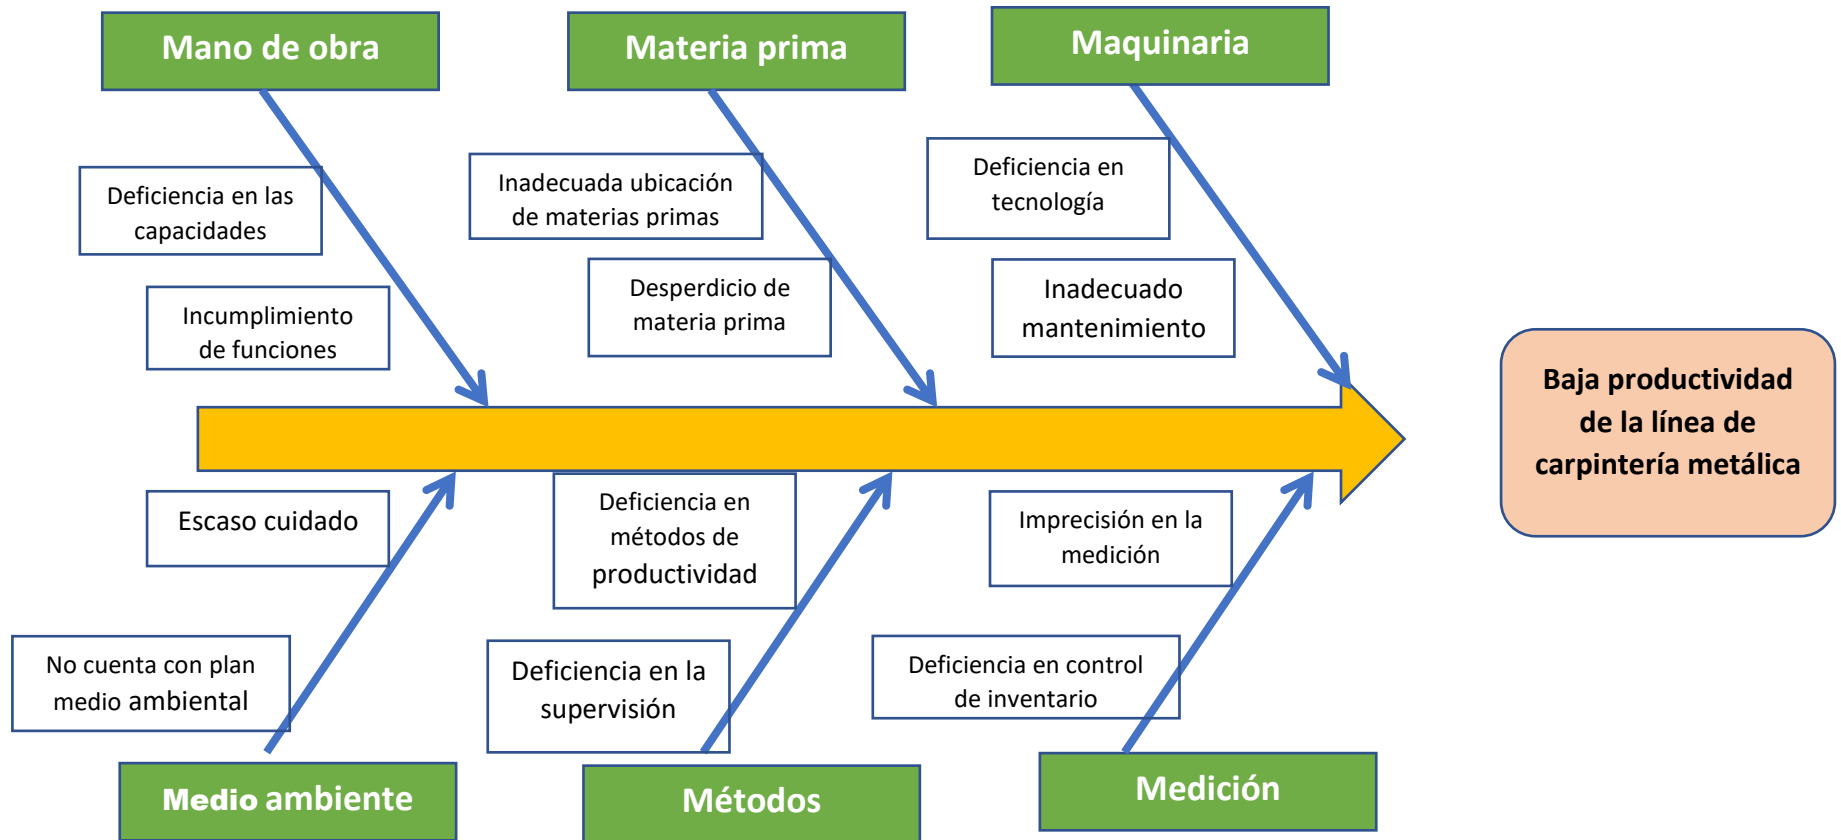 Mano de obra
Materia prima
Maquinaria
Deficiencia en las
capacidades
Inadecuada ubicación
de materias primas
Deficiencia en
tecnología
Incumplimiento
de funciones
Desperdicio de
materia prima
Inadecuado
mantenimiento
Baja productividad
de la línea de
carpintería metálica
Escaso cuidado
Deficiencia en
métodos de
productividad
Imprecisión en la
medición
No cuenta con plan
medio ambiental
Deficiencia en la
supervisión
Deficiencia en control
de inventario
Medio ambiente
Métodos
Medición